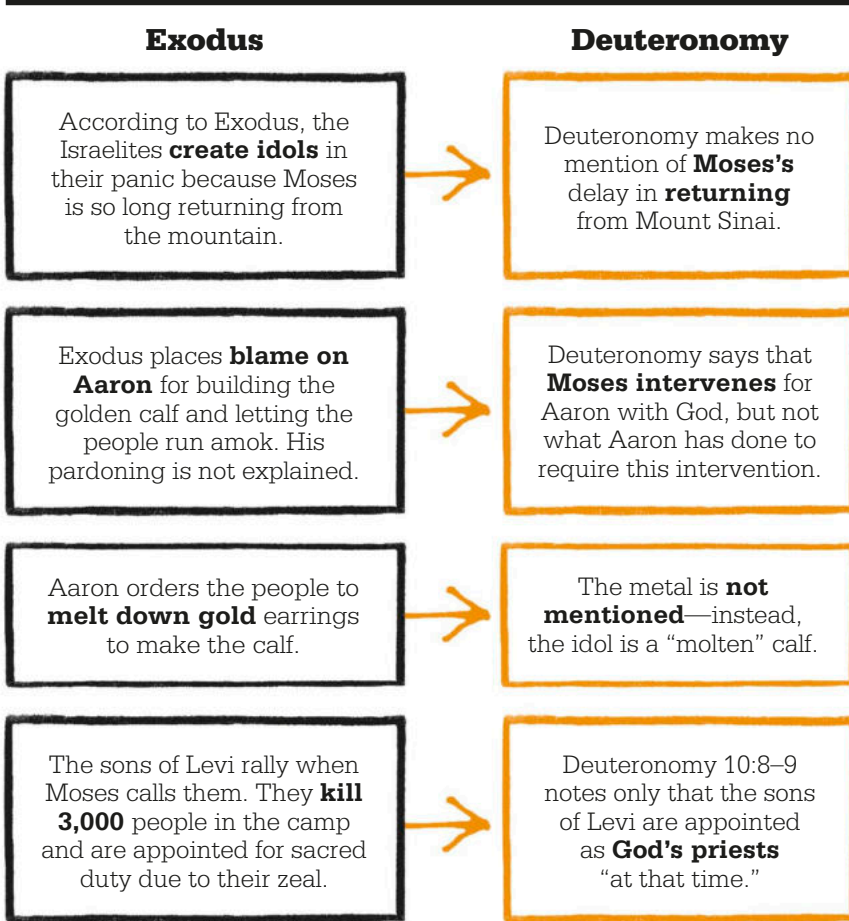 Exodus
Deuteronomy
According to Exodus, the
Israelites create idols in
their panic because Moses
is so long returning from
the mountain.
Deuteronomy makes no
mention of Moses’s
delay in returning
from Mount Sinai.
Exodus places blame on
Aaron for building the
golden calf and letting the
people run amok. His
pardoning is not explained.
Deuteronomy says that
Moses intervenes for
Aaron with God, but not
what Aaron has done to
require this intervention.
Aaron orders the people to
melt down gold earrings
to make the calf.
The metal is not
mentioned—instead,
the idol is a “molten” calf.
The sons of Levi rally when
Moses calls them. They kill
3,000 people in the camp
and are appointed for sacred
duty due to their zeal.
Deuteronomy 10:8–9
notes only that the sons
of Levi are appointed
as God’s priests
“at that time.”